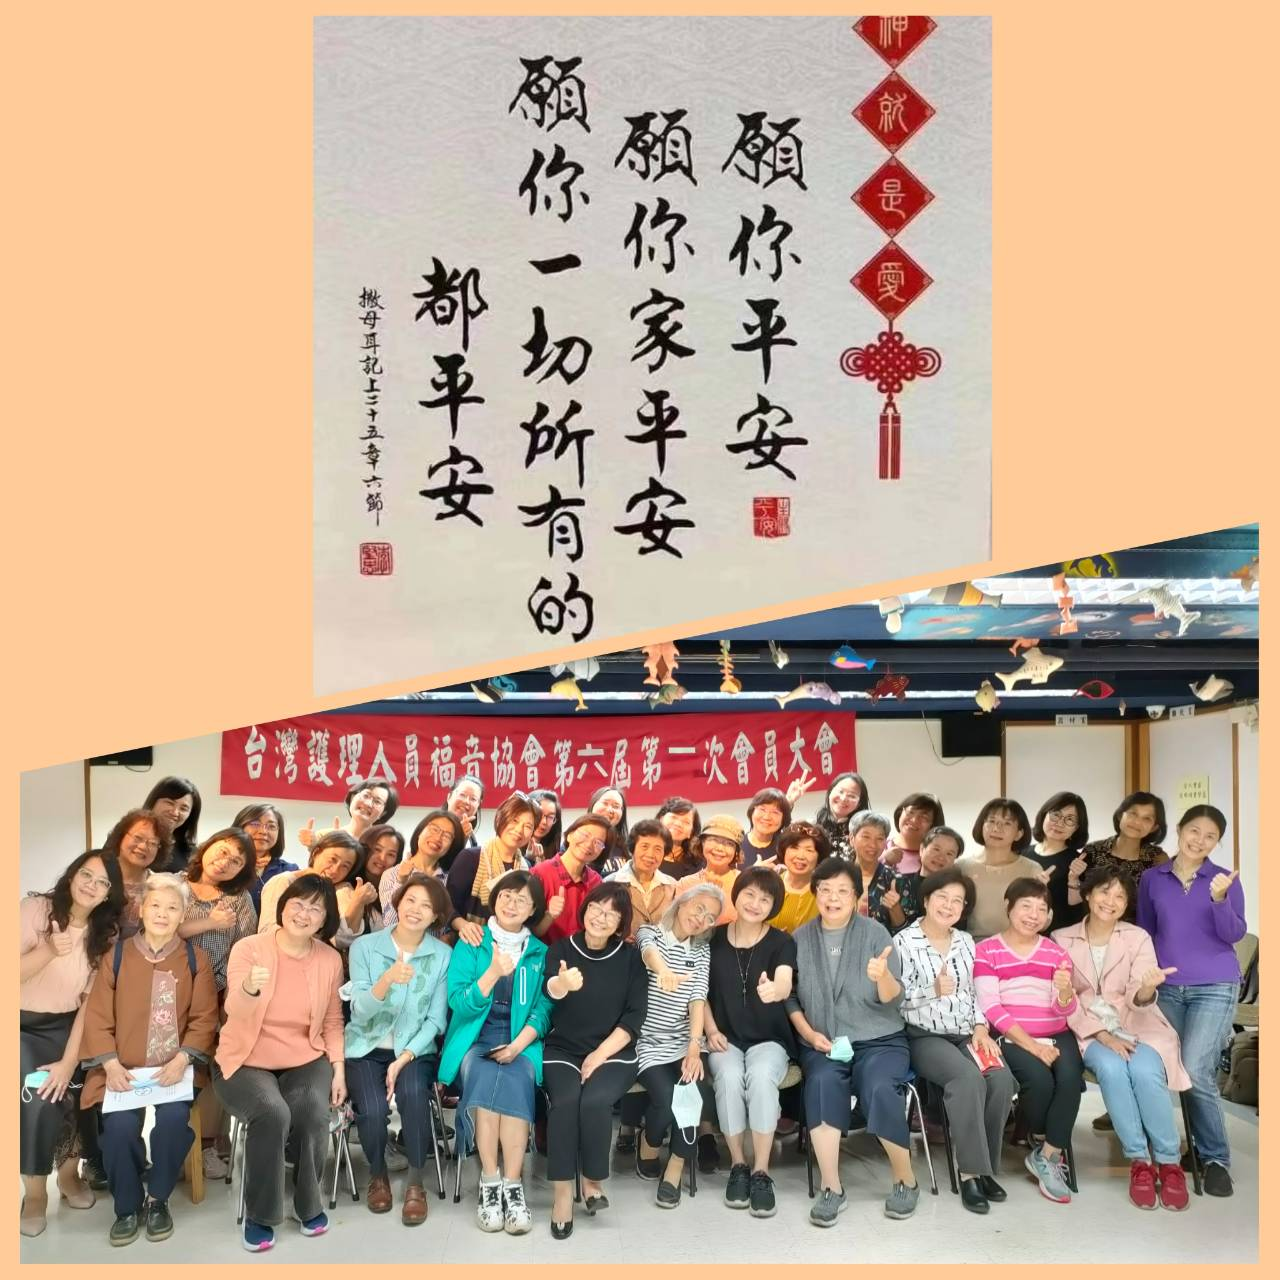 神就是愛
願你平安
願你家平安
願你一切所有的
都平安
撒母耳記上二十五章六節
台灣護理人員福音協會第六屆第一次會員大會